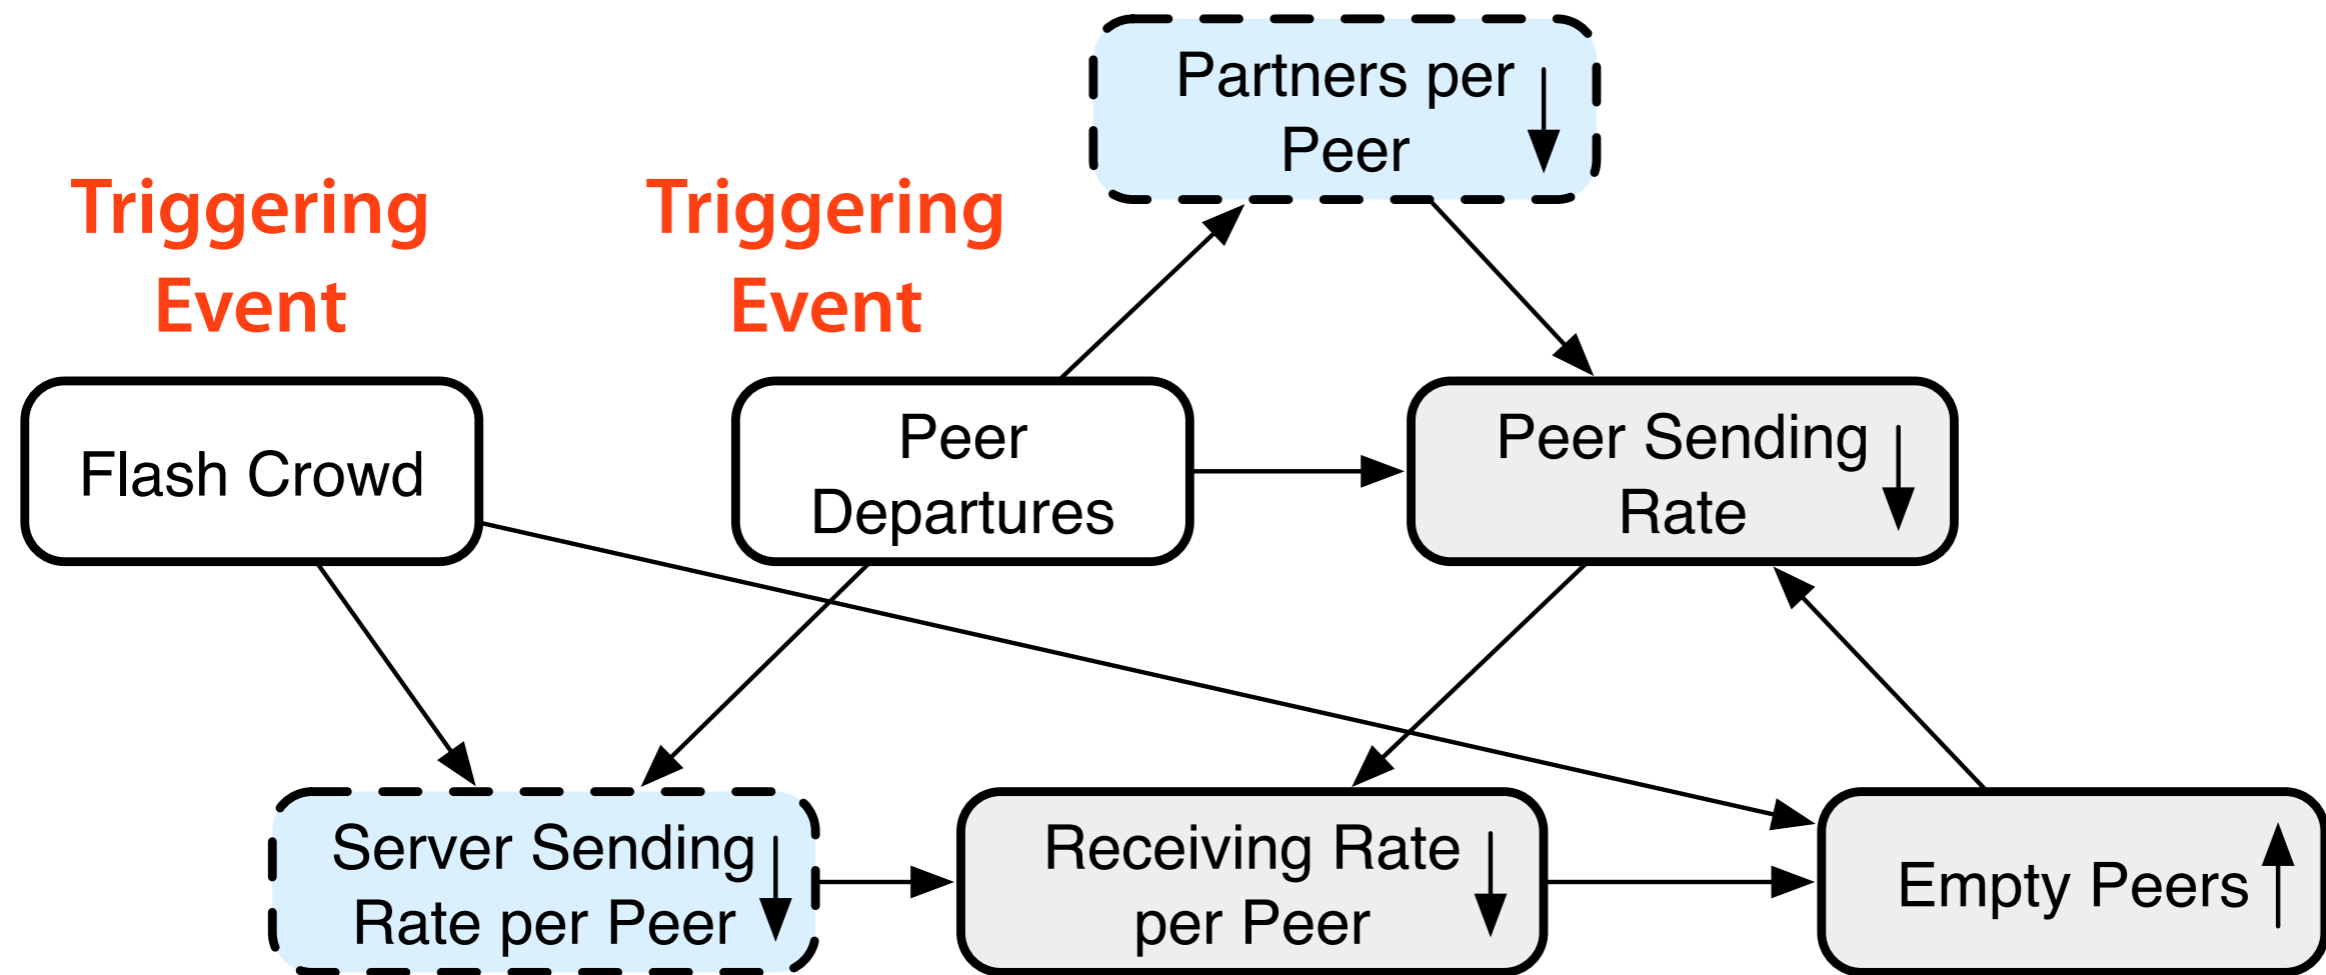 Partners per
Peer
Triggering
Event
Triggering
Event
Flash Crowd
Peer
Departures
Peer Sending
Rate
Server Sending
Rate per Peer
Receiving Rate
per Peer
Empty Peers